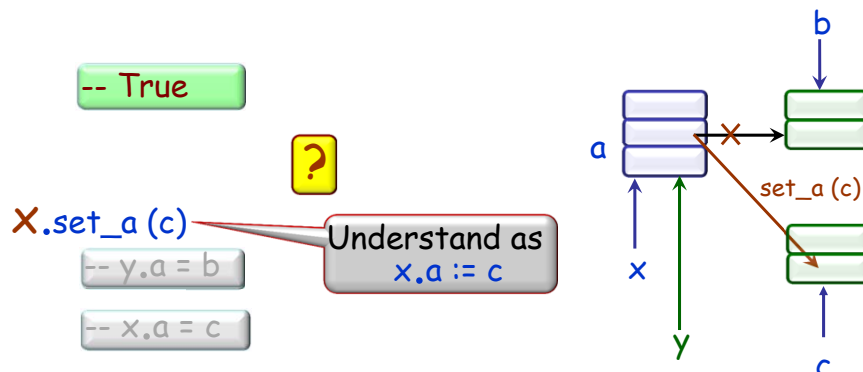 -- True
?
x.set_a (c)
Understand as
x.a := c
-- y.a = b
-- x.a = c
b
a
set_a (c)
x
y
c